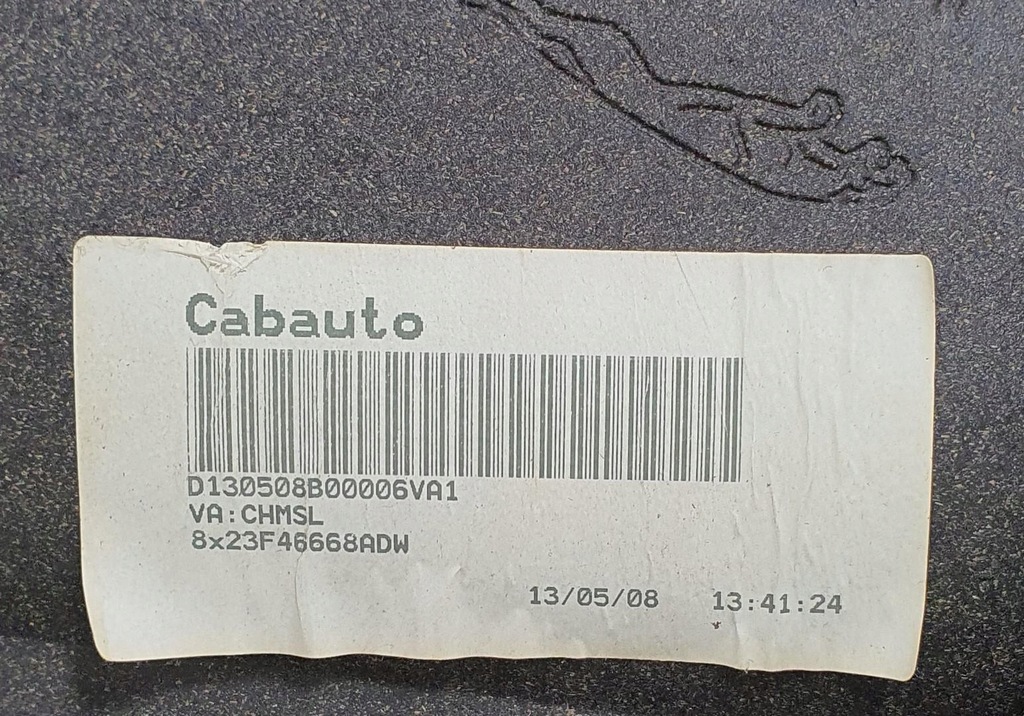 Cabauto
D130508B00006VA1
VA:CHMSL
8x23F46668ADW
13/05/08 13:41:24